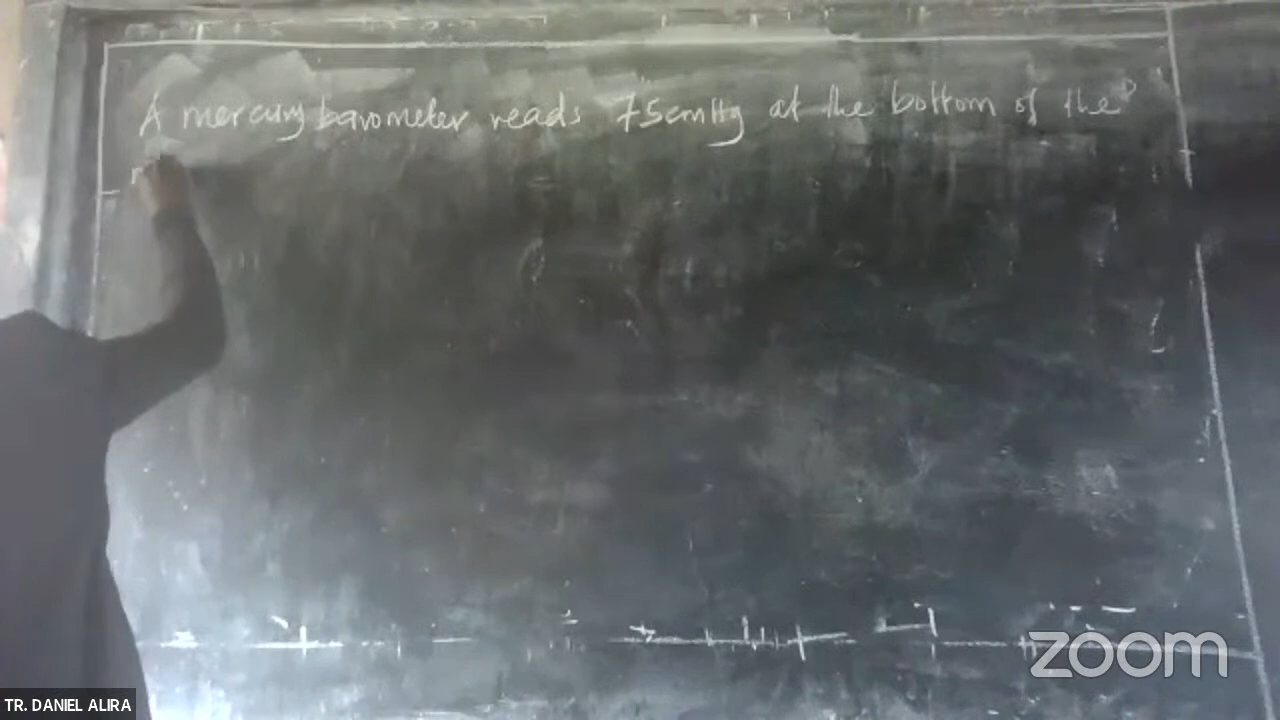 A mercury barometer reads 75cmHg at the bottom of the
zoom
TR. DANIEL ALIRA